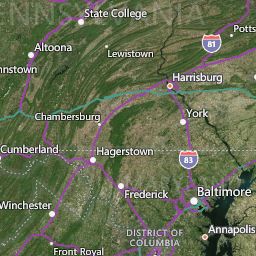 State College
Potts
Altoona
Lewistown
81
hnstown
Harrisburg
Chambersburg
York
Cumberland
Hagerstown
83
Frederick
Baltimore
Winchester
Annapolis
DISTRICT OF
COLUMBIA
Front Royal